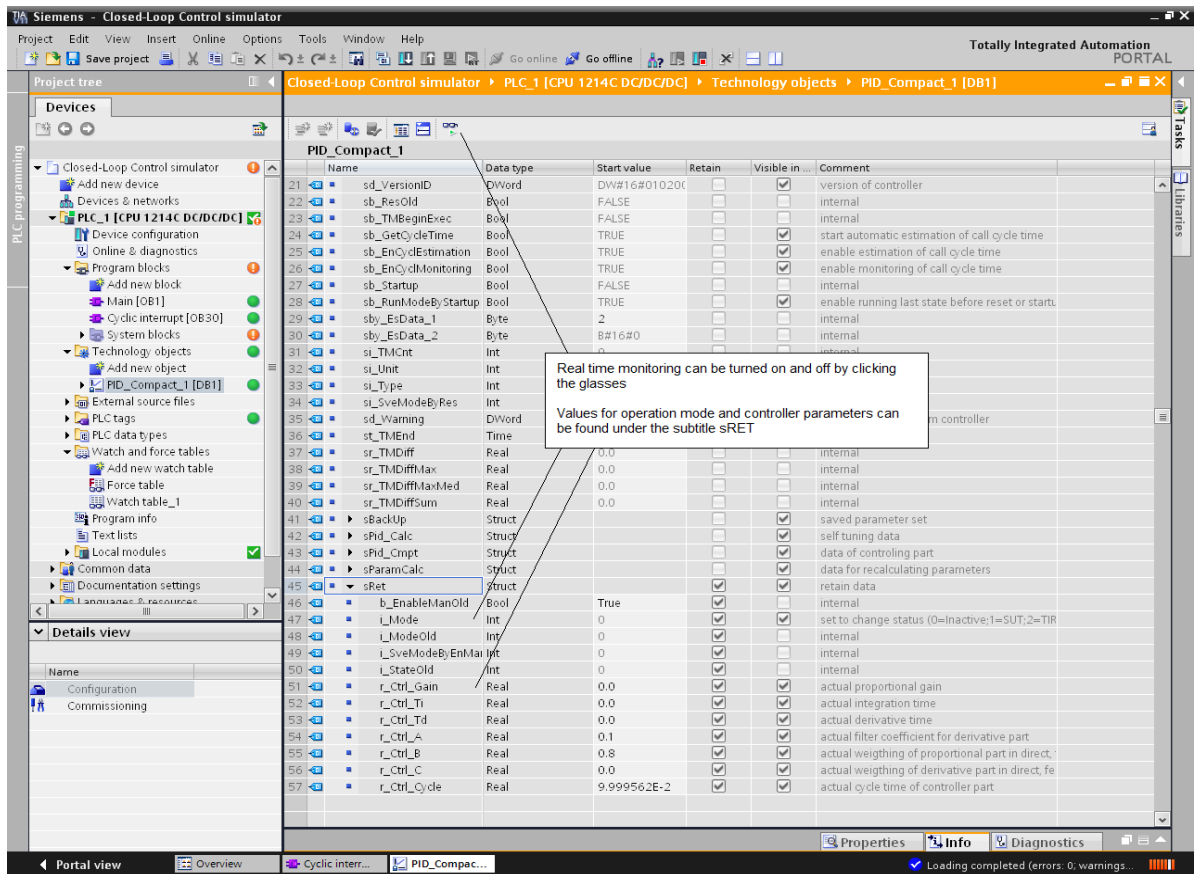 Siemens - Closed-Loop Control simulator
Project Edit View Insert Online Options Tools Window Help
Totally Integrated Automation
PORTAL
Save project Go online Go offline
Project tree
Closed-Loop Control simulator PLC_1 [CPU 1214C DC/DC/DC] Technology objects PID_Compact_1 [DB1]
Devices
PLC programming
Tasks
Libraries
Closed-Loop Control simulator
Add new device
Devices & networks
PLC_1 [CPU 1214C DC/DC/DC]
Device configuration
Online & diagnostics
Program blocks
Add new block
Main [OB1]
Cyclic interrupt [OB30]
System blocks
Technology objects
Add new object
PID_Compact_1 [DB1]
External source files
PLC tags
PLC data types
Watch and force tables
Add new watch table
Force table
Watch table_1
Program info
Text lists
Local modules
Common data
Documentation settings
Languages & resources
Details view
Name
Configuration
Commissioning
PID_Compact_1
Name Data type Start value Retain Visible in ... Comment
21 sd_VersionID DWord DW#16#010200 version of controller
22 sb_ResOld Bool FALSE internal
23 sb_TMBeginExec Bool FALSE internal
24 sb_GetCycleTime Bool TRUE start automatic estimation of call cycle time
25 sb_EnCyclEstimation Bool TRUE enable estimation of call cycle time
26 sb_EnCyclMonitoring Bool TRUE enable monitoring of call cycle time
27 sb_Startup Bool FALSE internal
28 sb_RunModeByStartup Bool TRUE enable running last state before reset or startu
29 sby_EsData_1 Byte 2 internal
30 sby_EsData_2 Byte B#16#0 internal
31 si_TMCnt Int 0 internal
32 si_Unit Int
33 si_Type Int
34 si_SveModeByRes Int
35 sd_Warning DWord m controller
36 st_TMEnd Time
37 sr_TMDiff Real 0.0 internal
38 sr_TMDiffMax Real 0.0 internal
39 sr_TMDiffMaxMed Real 0.0 internal
40 sr_TMDiffSum Real 0.0 internal
41 sBackUp Struct saved parameter set
42 sPid_Calc Struct self tuning data
43 sPid_Cmpt Struct data of controling part
44 sParamCalc Struct data for recalculating parameters
45 sRet Struct retain data
46 b_EnableManOld Bool True internal
47 i_Mode Int 0 set to change status (0=Inactive;1=SUT;2=TIR
48 i_ModeOld Int 0 internal
49 i_SveModeByEnMai Int 0 internal
50 i_StateOld Int 0 internal
51 r_Ctrl_Gain Real 0.0 actual proportional gain
52 r_Ctrl_Ti Real 0.0 actual integration time
53 r_Ctrl_Td Real 0.0 actual derivative time
54 r_Ctrl_A Real 0.1 actual filter coefficient for derivative part
55 r_Ctrl_B Real 0.8 actual weigthing of proportional part in direct,
56 r_Ctrl_C Real 0.0 actual weigthing of derivative part in direct, fe
57 r_Ctrl_Cycle Real 9.999562E-2 actual cycle time of controller part
Real time monitoring can be turned on and off by clicking
the glasses
Values for operation mode and controller parameters can
be found under the subtitle sRET
Properties Info Diagnostics
Portal view Overview Cyclic interr... PID_Compac... Loading completed (errors: 0; warnings...